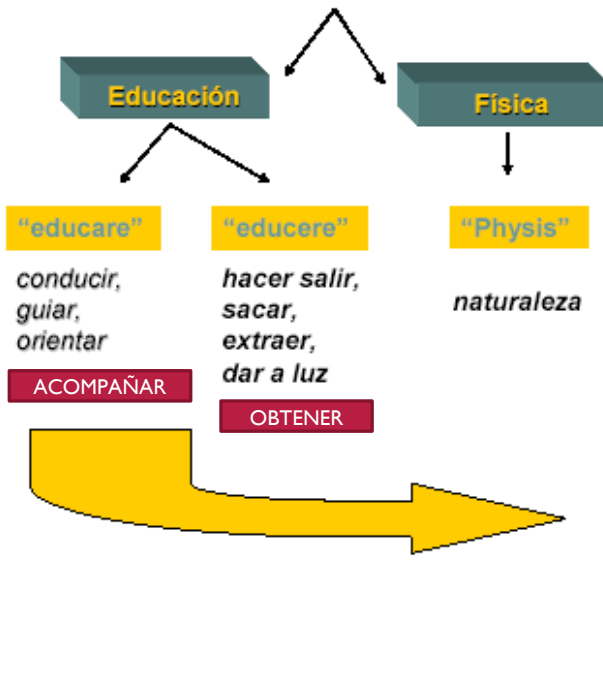 Educación
Física
“educare”
conducir,
guiar,
orientar
ACOMPAÑAR
“educere”
hacer salir,
sacar,
extraer,
dar a luz
OBTENER
“Physis”
naturaleza